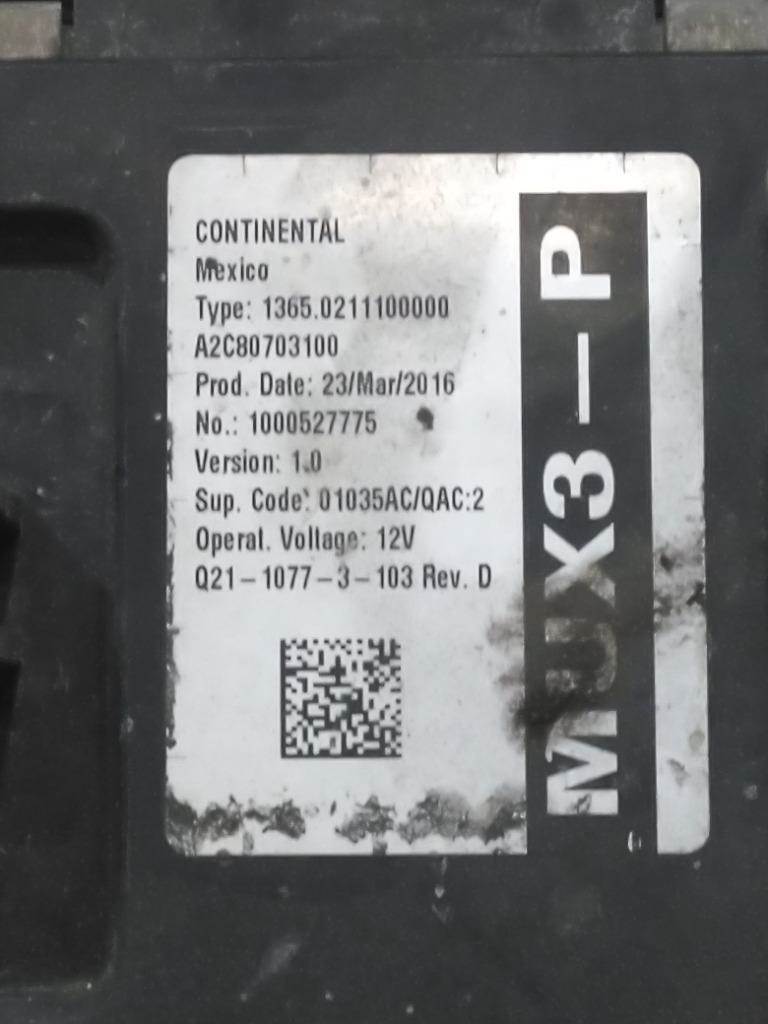 CONTINENTAL
Mexico
Type: 1365.0211100000
A2C80703100
Prod. Date: 23/Mar/2016
No.: 1000527775
Version: 1.0
Sup. Code: 01035AC/QAC:2
Operat. Voltage: 12V
Q21-1077-3-103 Rev. D
MUX3-P